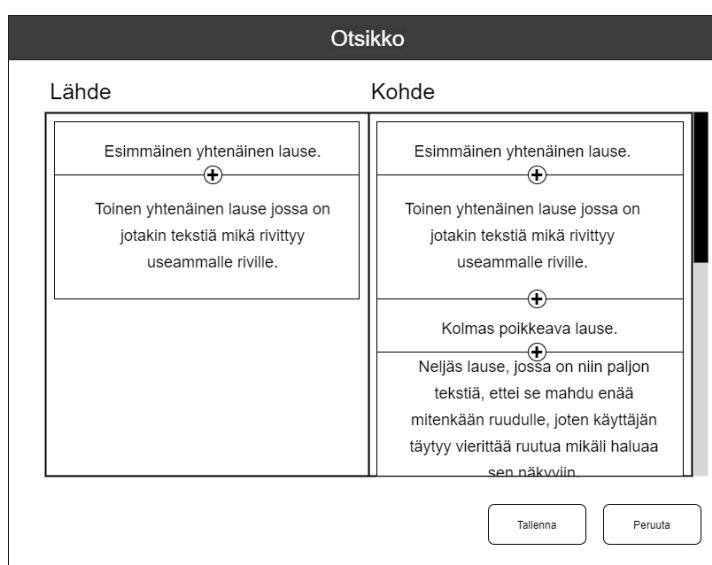 Otsikko
Lähde
Kohde
Esimmäinen yhtenäinen lause.
Toinen yhtenäinen lause jossa on
jotakin tekstiä mikä rivittyy
useammalle riville.
Esimmäinen yhtenäinen lause.
Toinen yhtenäinen lause jossa on
jotakin tekstiä mikä rivittyy
useammalle riville.
Kolmas poikkeava lause.
Neljäs lause, jossa on niin paljon
tekstiä, ettei se mahdu enää
mitenkään ruudulle, joten käyttäjän
täytyy vierittää ruutua mikäli haluaa
sen näkyviin.
Tallenna
Peruuta